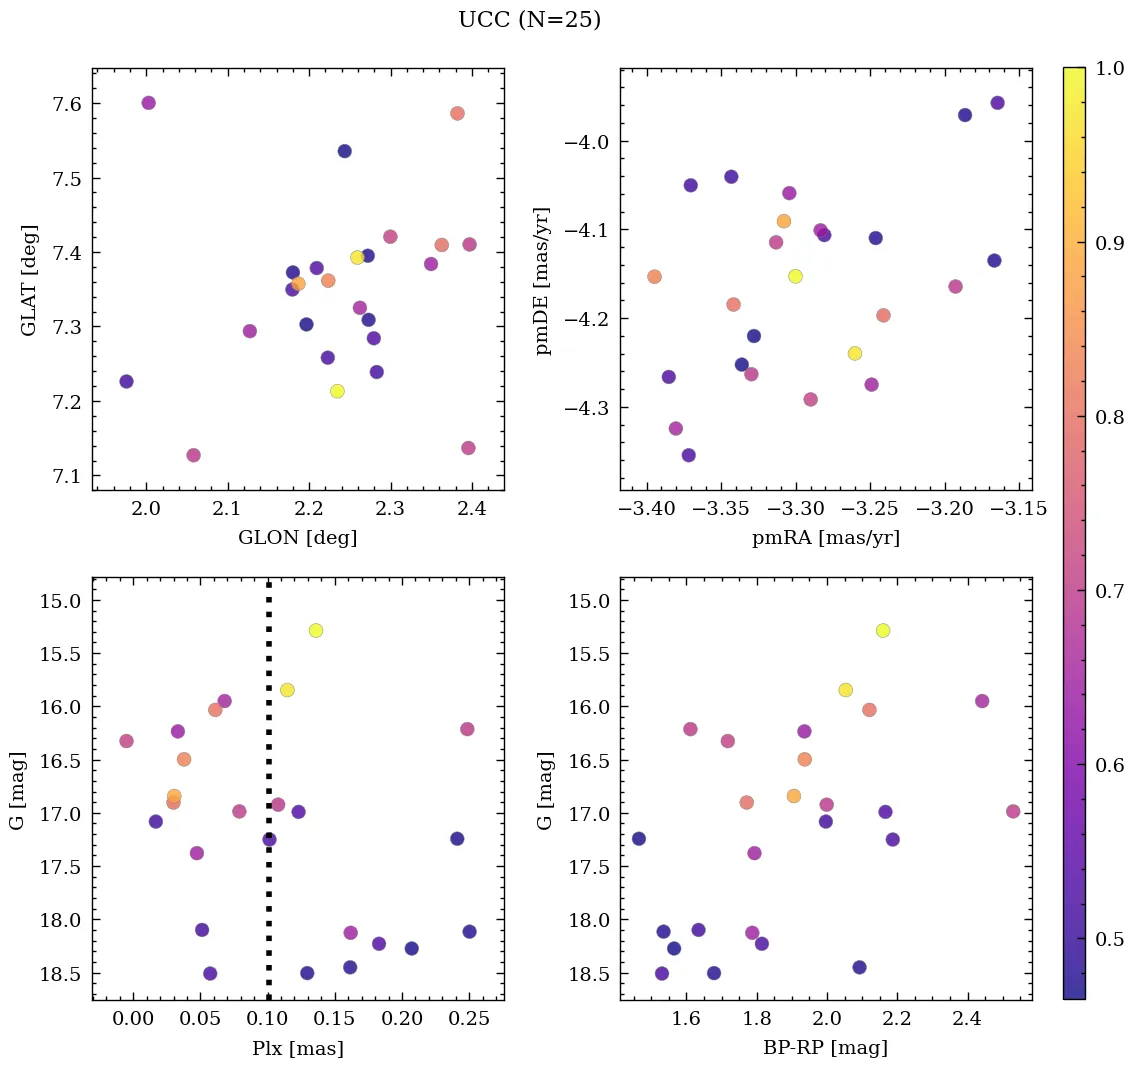 UCC (N=25)
7.6
7.5
7.4
7.3
7.2
7.1
GLAT [deg]
2.0 2.1 2.2 2.3 2.4
GLON [deg]
−4.0
−4.1
−4.2
−4.3
pmDE [mas/yr]
−3.40 −3.35 −3.30 −3.25 −3.20 −3.15
pmRA [mas/yr]
15.0
15.5
16.0
16.5
17.0
17.5
18.0
18.5
G [mag]
0.00 0.05 0.10 0.15 0.20 0.25
Plx [mas]
15.0
15.5
16.0
16.5
17.0
17.5
18.0
18.5
G [mag]
1.6 1.8 2.0 2.2 2.4
BP-RP [mag]
1.0
0.9
0.8
0.7
0.6
0.5